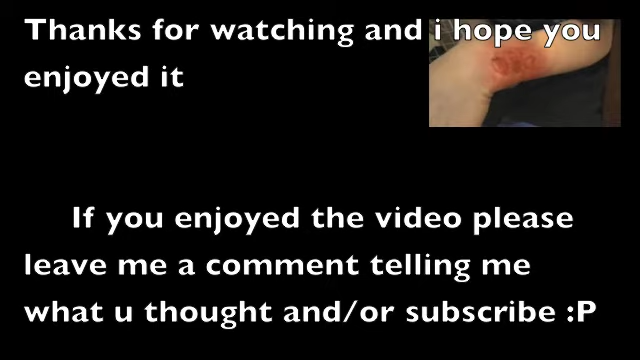 Thanks for watching and i hope you
enjoyed it
If you enjoyed the video please
leave me a comment telling me
what u thought and/or subscribe :P